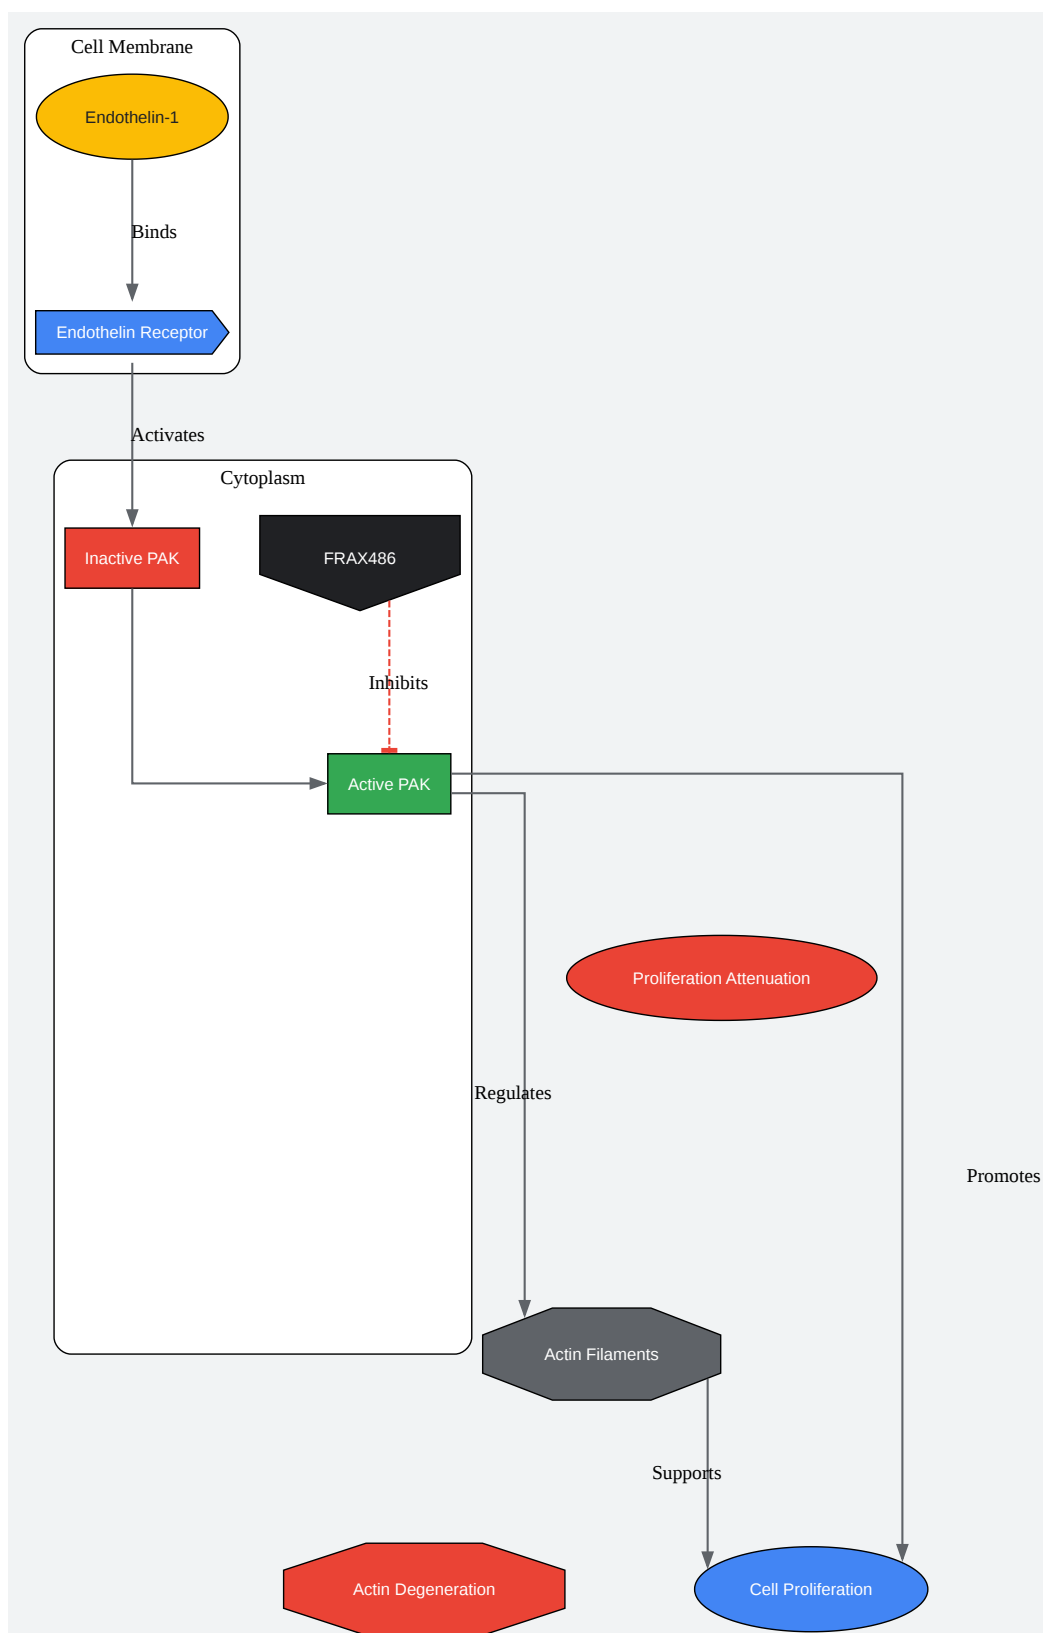 Cell Membrane
Endothelin-1
Binds
Endothelin Receptor
Activates
Cytoplasm
Inactive PAK
FRAX486
Inhibits
Active PAK
Proliferation Attenuation
Regulates
Promotes
Actin Filaments
Supports
Actin Degeneration
Cell Proliferation